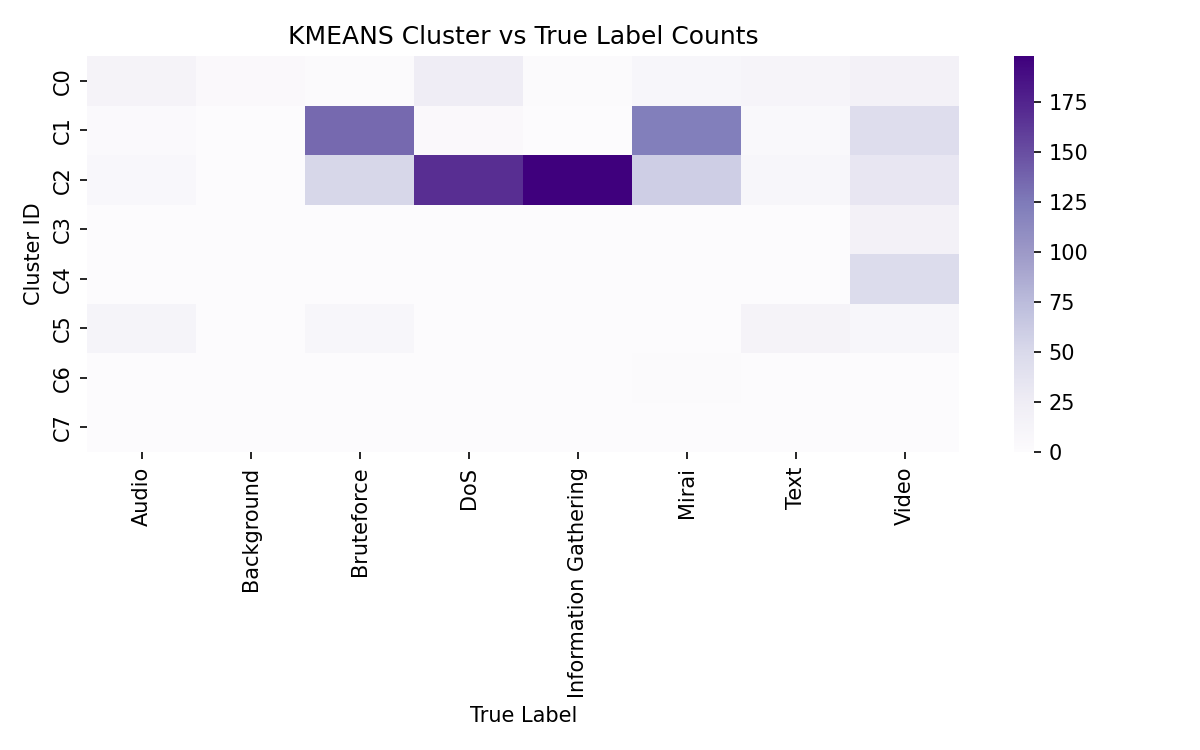 KMEANS Cluster vs True Label Counts
Cluster ID
C0
C1
C2
C3
C4
C5
C6
C7
Audio
Background
Bruteforce
DoS
Information Gathering
Mirai
Text
Video
True Label
175
150
125
100
75
50
25
0